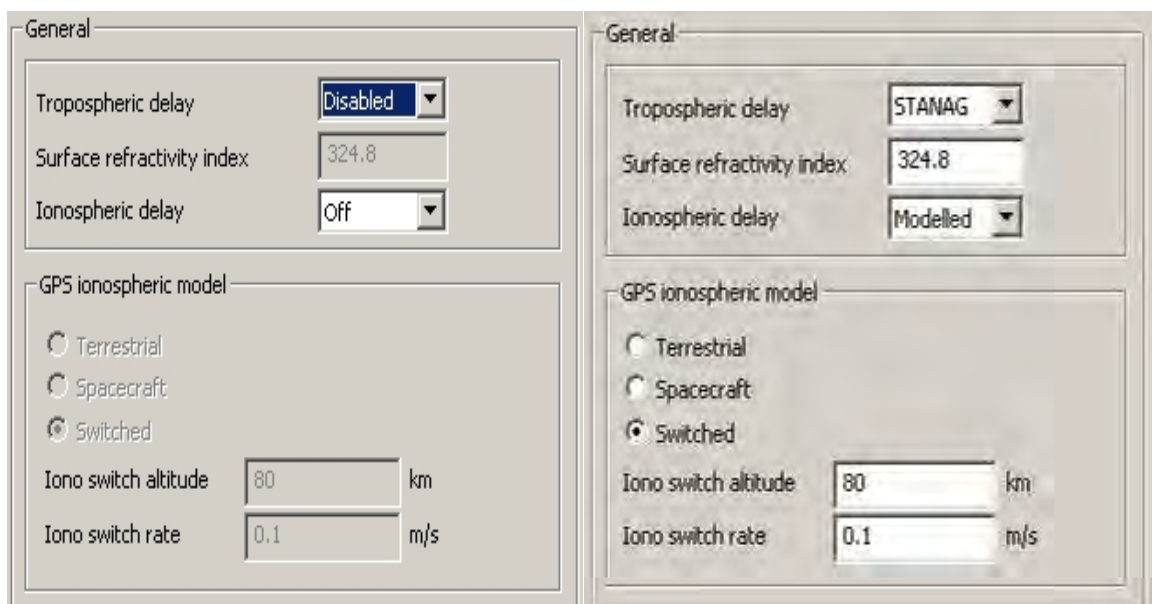 General
Tropospheric delay Disabled
Surface refractivity index 324.8
Ionospheric delay Off
GPS ionospheric model
Terrestrial
Spacecraft
Switched
Iono switch altitude 80 km
Iono switch rate 0.1 m/s
General
Tropospheric delay STANAG
Surface refractivity index 324.8
Ionospheric delay Modelled
GPS ionospheric model
Terrestrial
Spacecraft
Switched
Iono switch altitude 80 km
Iono switch rate 0.1 m/s